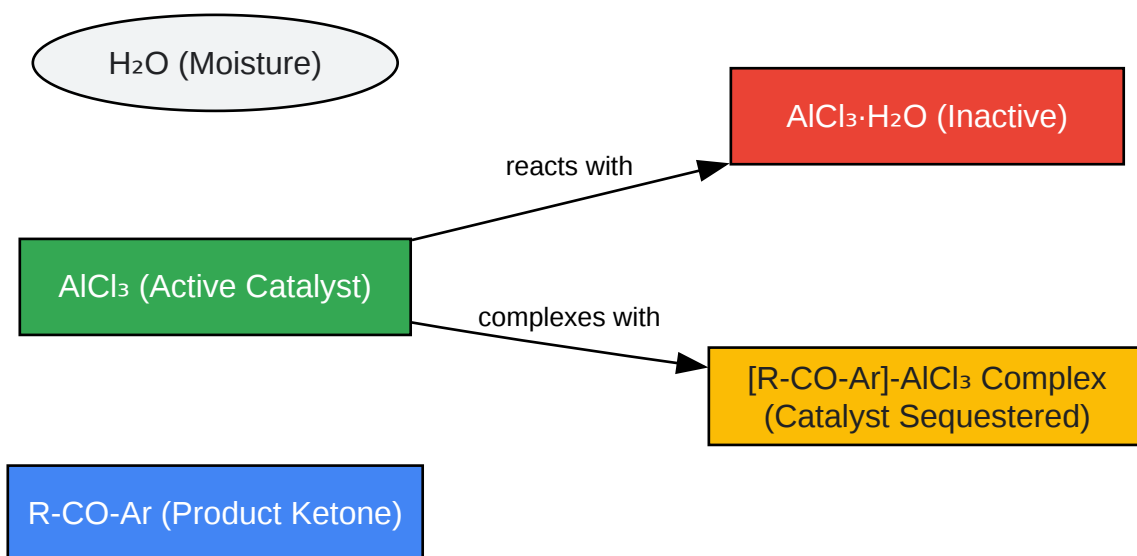 H₂O (Moisture)
AlCl₃·H₂O (Inactive)
reacts with
AlCl₃ (Active Catalyst)
complexes with
[R-CO-Ar]-AlCl₃ Complex
(Catalyst Sequestered)
R-CO-Ar (Product Ketone)